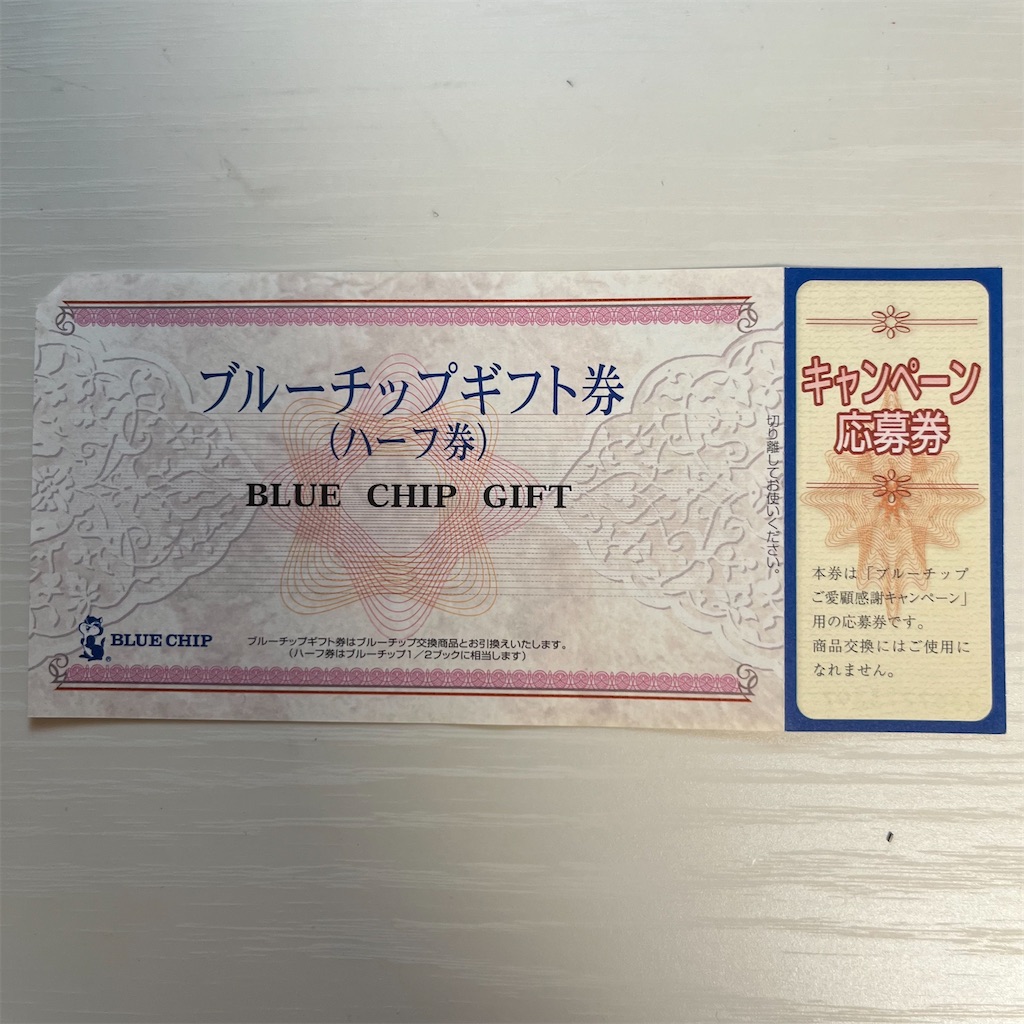 ブルーチップギフト券
(ハーフ券)
BLUE CHIP GIFT
BLUE CHIP
ブルーチップギフト券はブルーチップ交換商品とお引換えいたします。
(ハーフ券はブルーチップ1/2ブックに相当します)
切り離してお使いください。
キャンペーン
応募券
本券は「ブルーチップ
ご愛顧感謝キャンペーン」
用の応募券です。
商品交換にはご使用に
なれません。